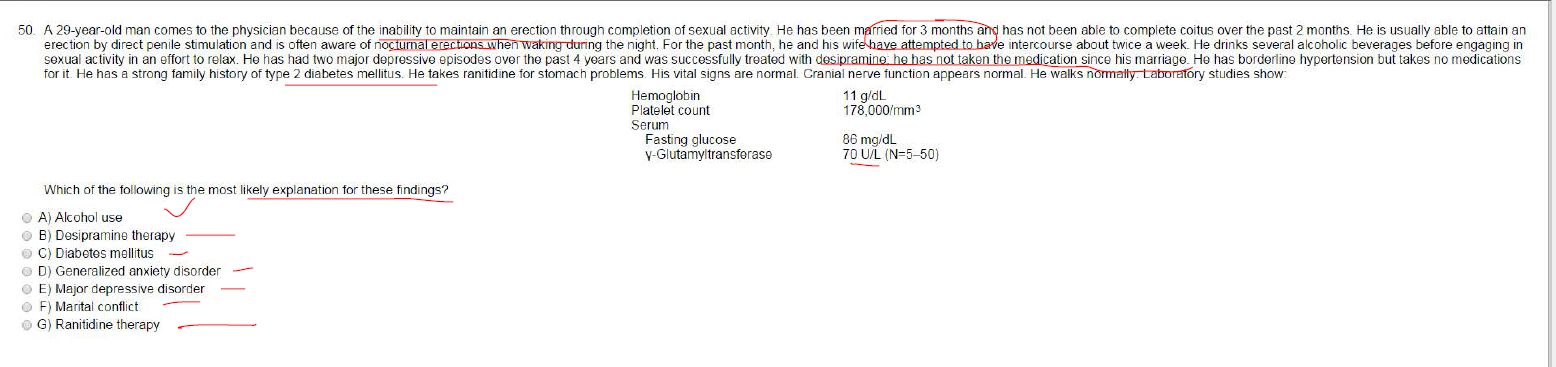 50. A 29-year-old man comes to the physician because of the inability to maintain an erection through completion of sexual activity. He has been married for 3 months and has not been able to complete coitus over the past 2 months. He is usually able to attain an
erection by direct penile stimulation and is often aware of nocturnal erections when waking during the night. For the past month, he and his wife have attempted to have intercourse about twice a week. He drinks several alcoholic beverages before engaging in
sexual activity in an effort to relax. He has had two major depressive episodes over the past 4 years and was successfully treated with desipramine; he has not taken the medication since his marriage. He has borderline hypertension but takes no medications
for it. He has a strong family history of type 2 diabetes mellitus. He takes ranitidine for stomach problems. His vital signs are normal. Cranial nerve function appears normal. He walks normally. Laboratory studies show:
Hemoglobin 11 g/dL
Platelet count 178,000/mm3
Serum
Fasting glucose 86 mg/dL
γ-Glutamyltransferase 70 U/L (N=5–50)
Which of the following is the most likely explanation for these findings?
A) Alcohol use
B) Desipramine therapy
C) Diabetes mellitus
D) Generalized anxiety disorder
E) Major depressive disorder
F) Marital conflict
G) Ranitidine therapy